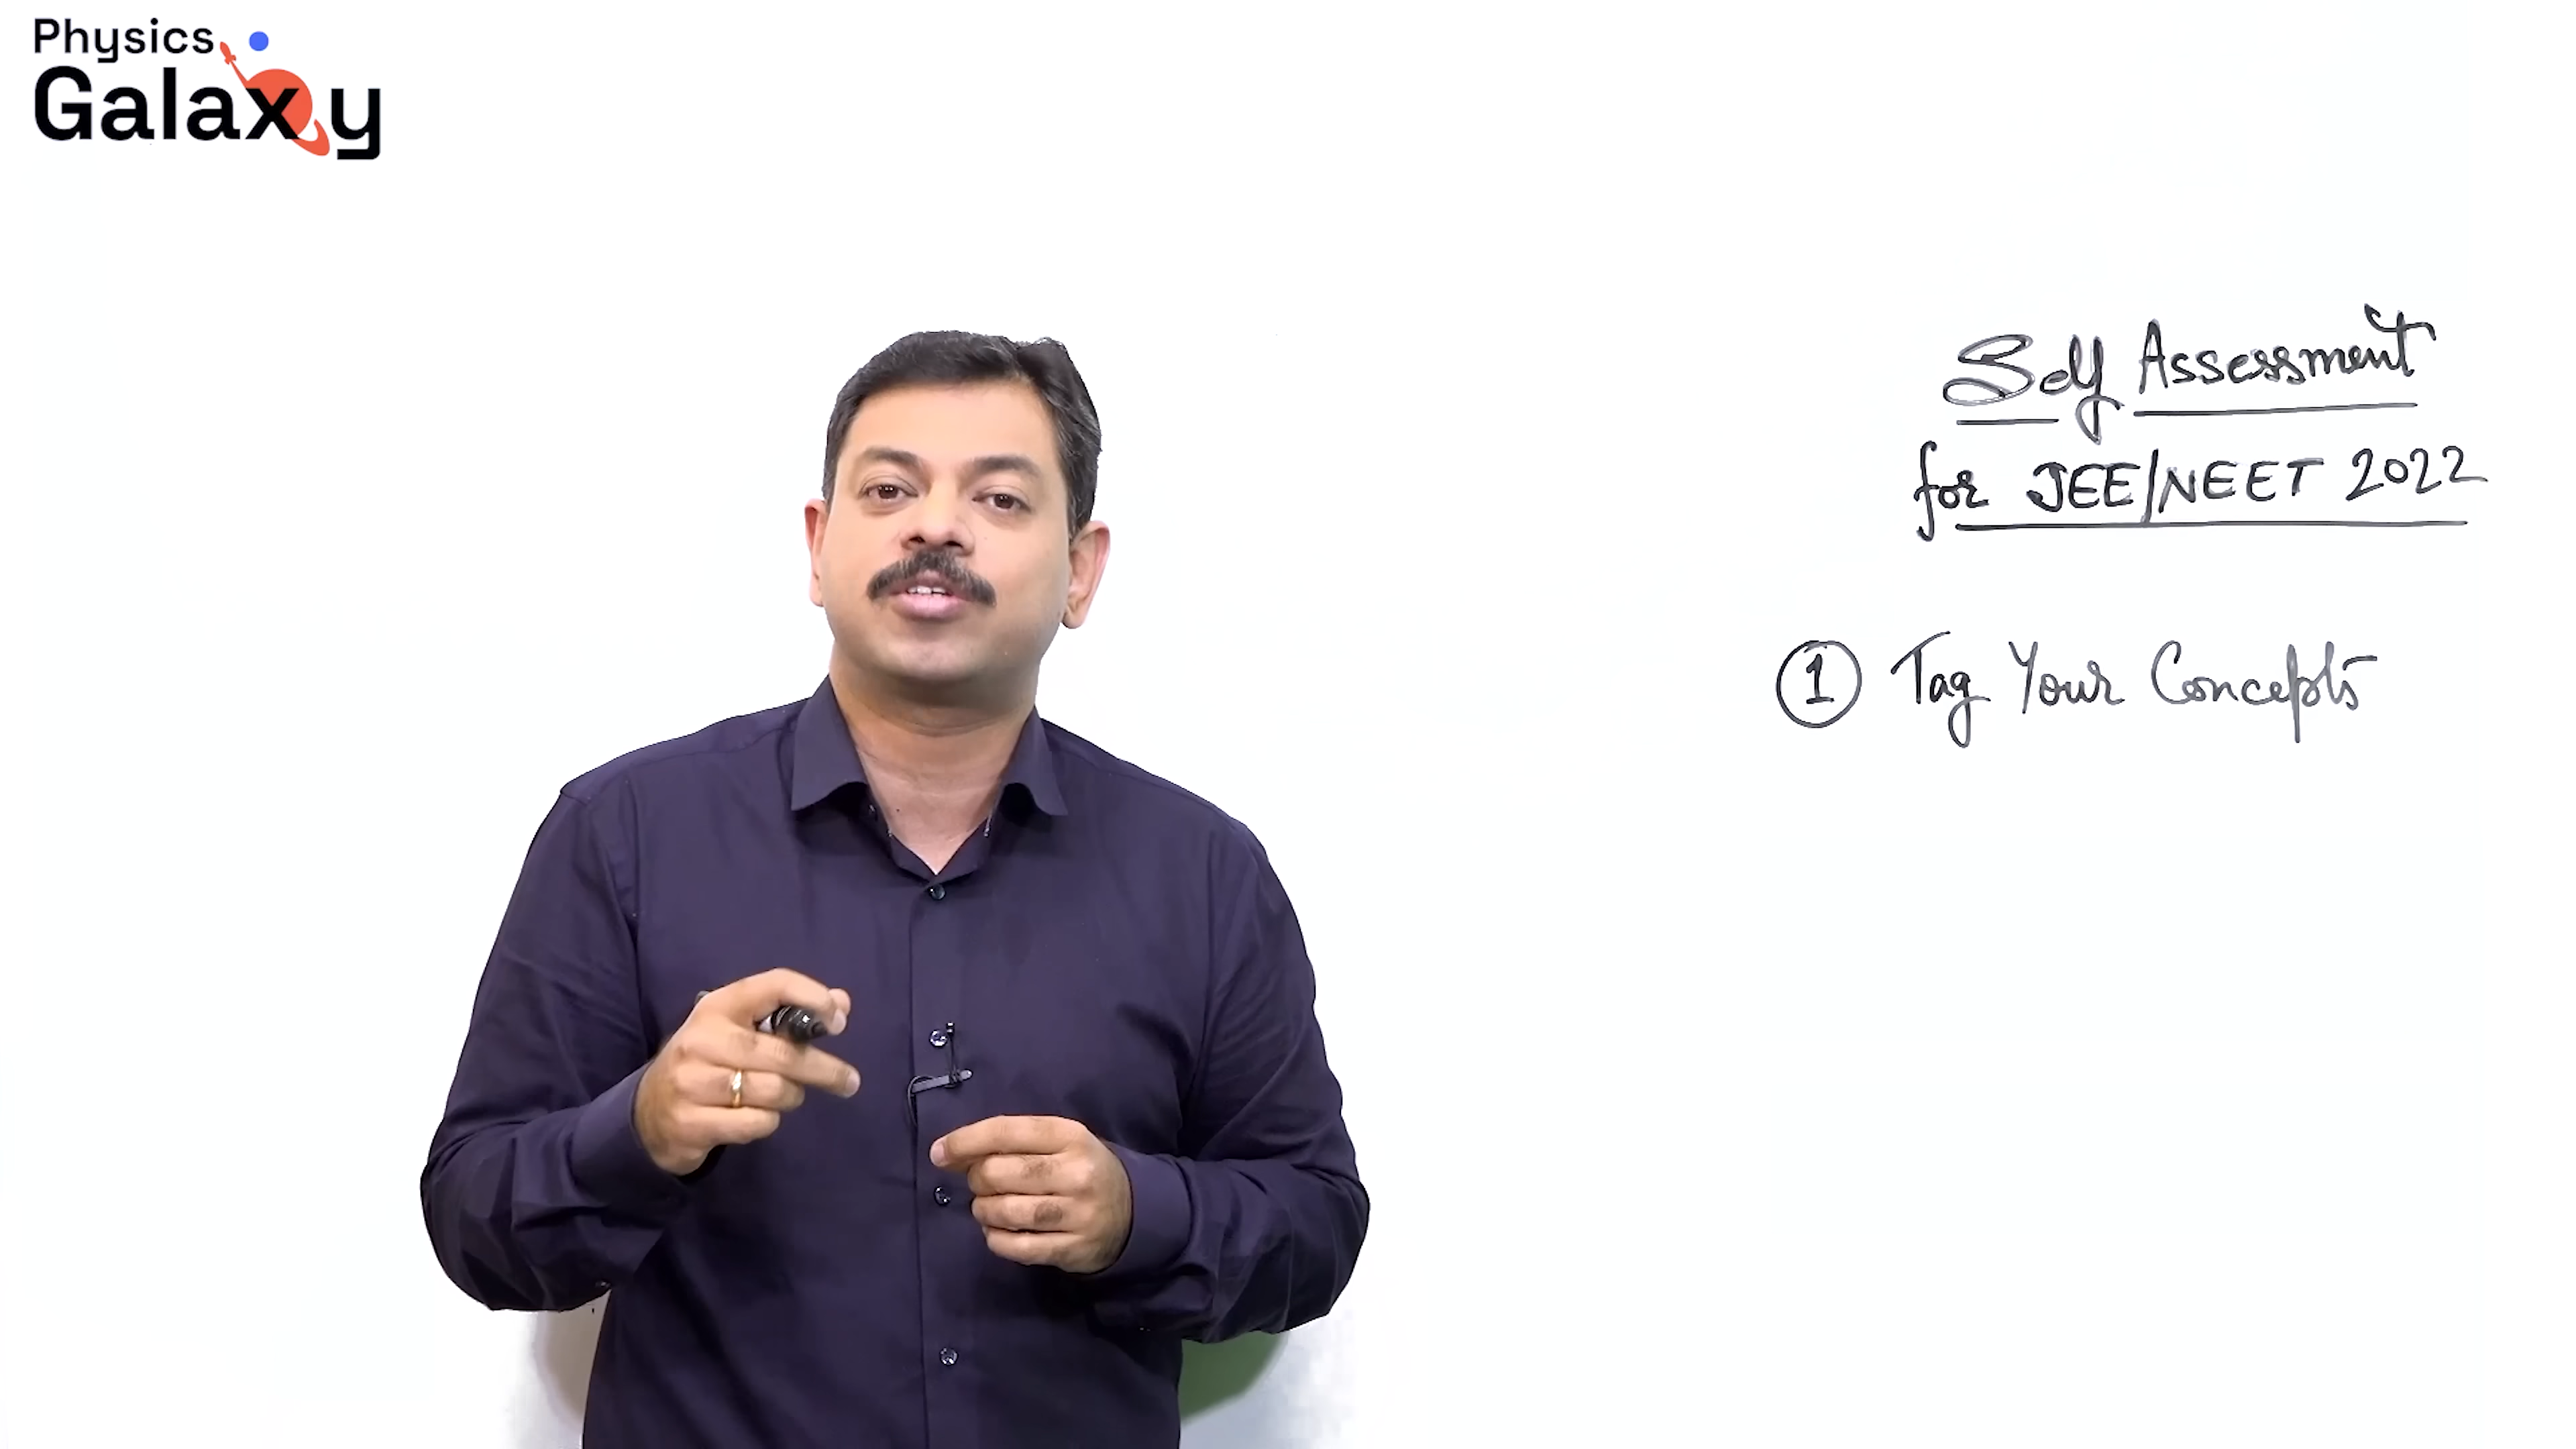 Physics
Galaxy
Self Assessment
for JEE/NEET 2022
1 Tag Your Concepts